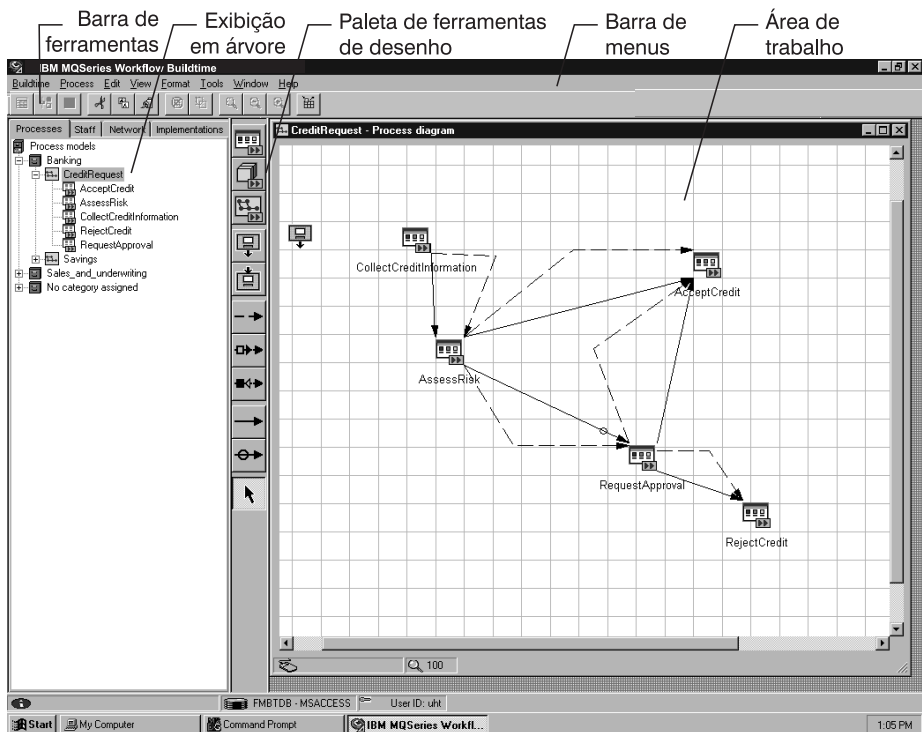 Barra de
ferramentas
Exibição
em árvore
Paleta de ferramentas
de desenho
Barra de
menus
Área de
trabalho
IBM MQSeries Workflow Buildtime
Buildtime Process Edit View Format Tools Window Help
Processes Staff Network Implementations
Process models
Banking
CreditRequest
AcceptCredit
AssessRisk
CollectCreditInformation
RejectCredit
RequestApproval
Savings
Sales_and_underwriting
No category assigned
CreditRequest - Process diagram
CollectCreditInformation
AcceptCredit
AssessRisk
RequestApproval
RejectCredit
100
FMBTDB - MSACCESS
User ID: uht
Start
My Computer
Command Prompt
IBM MQSeries Workfl...
1:05 PM